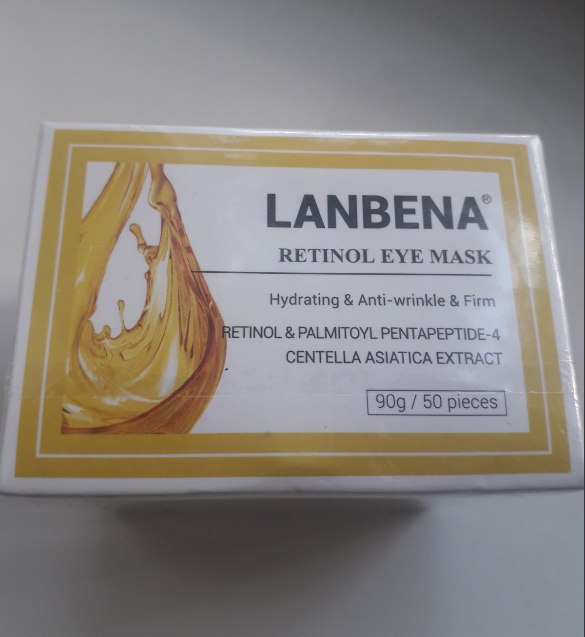 LANBENA®
RETINOL EYE MASK
Hydrating & Anti-wrinkle & Firm
RETINOL & PALMITOYL PENTAPEPTIDE-4
CENTELLA ASIATICA EXTRACT
90g / 50 pieces